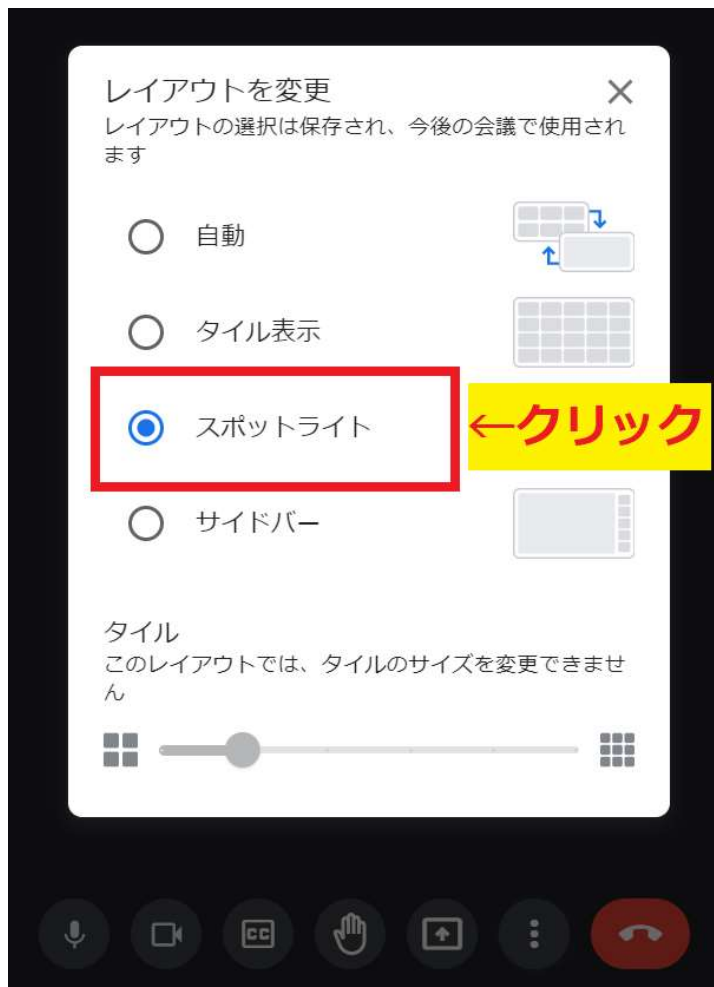 レイアウトを変更
レイアウトの選択は保存され、今後の会議で使用され
ます
自動
タイル表示
スポットライト
←クリック
サイドバー
タイル
このレイアウトでは、タイルのサイズを変更できませ
ん
CC